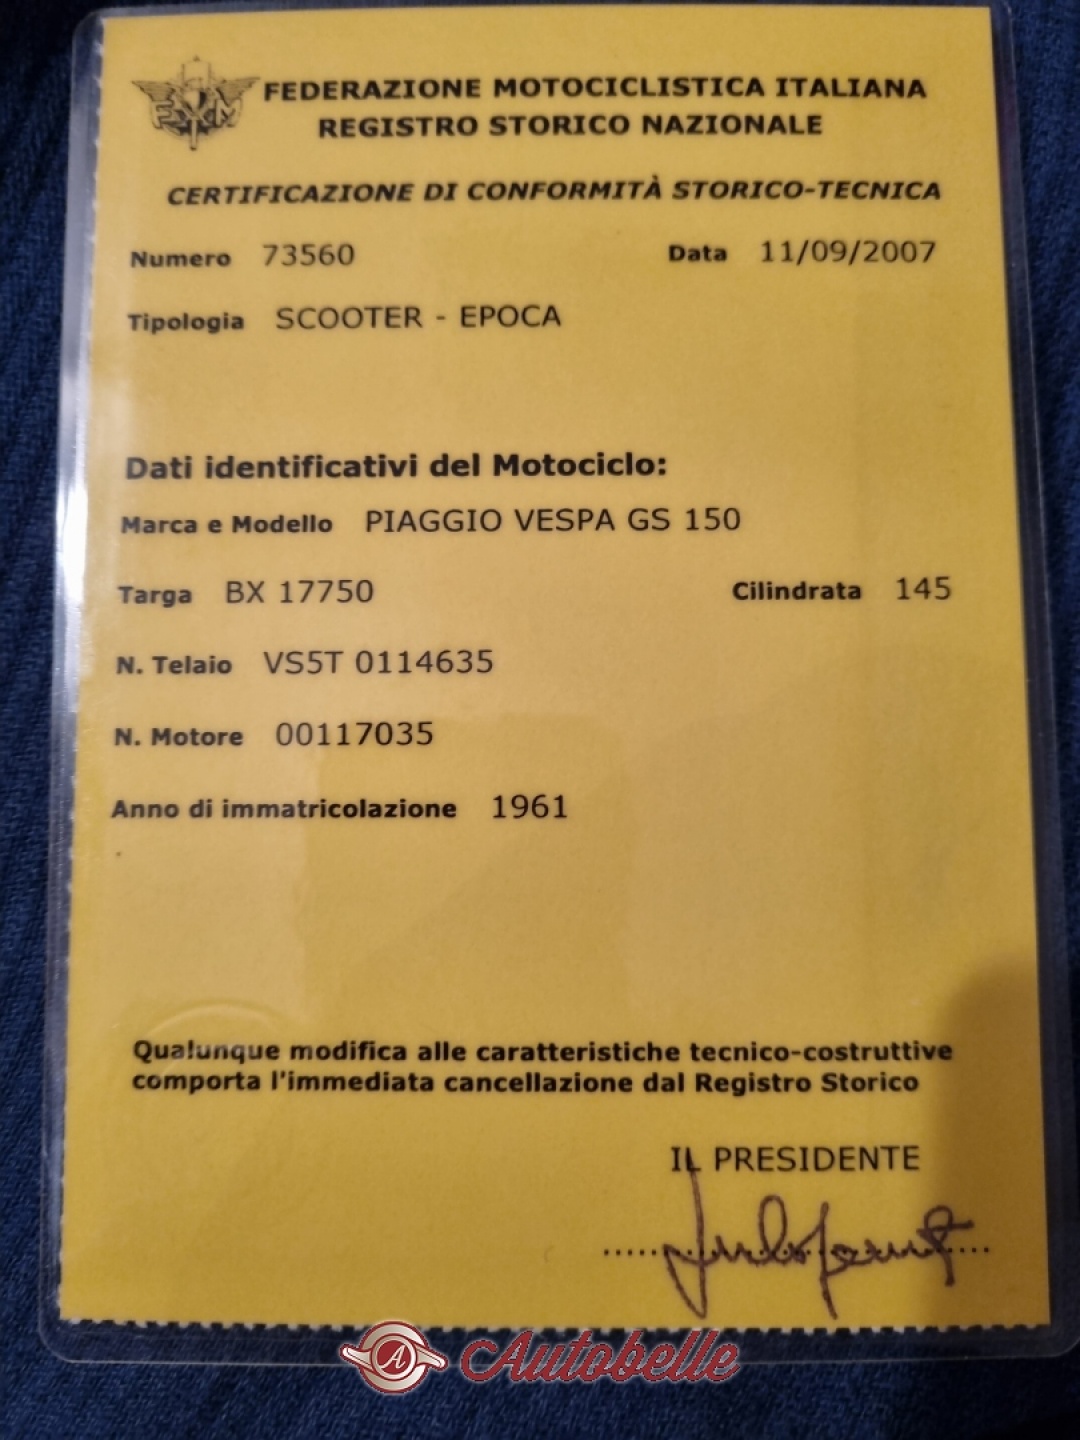 FMI
FEDERAZIONE MOTOCICLISTICA ITALIANA
REGISTRO STORICO NAZIONALE
CERTIFICAZIONE DI CONFORMITÀ STORICO-TECNICA
Numero 73560 Data 11/09/2007
Tipologia SCOOTER - EPOCA
Dati identificativi del Motociclo:
Marca e Modello PIAGGIO VESPA GS 150
Targa BX 17750 Cilindrata 145
N. Telaio VS5T 0114635
N. Motore 00117035
Anno di immatricolazione 1961
Qualunque modifica alle caratteristiche tecnico-costruttive
comporta l'immediata cancellazione dal Registro Storico
IL PRESIDENTE
A Autobelle